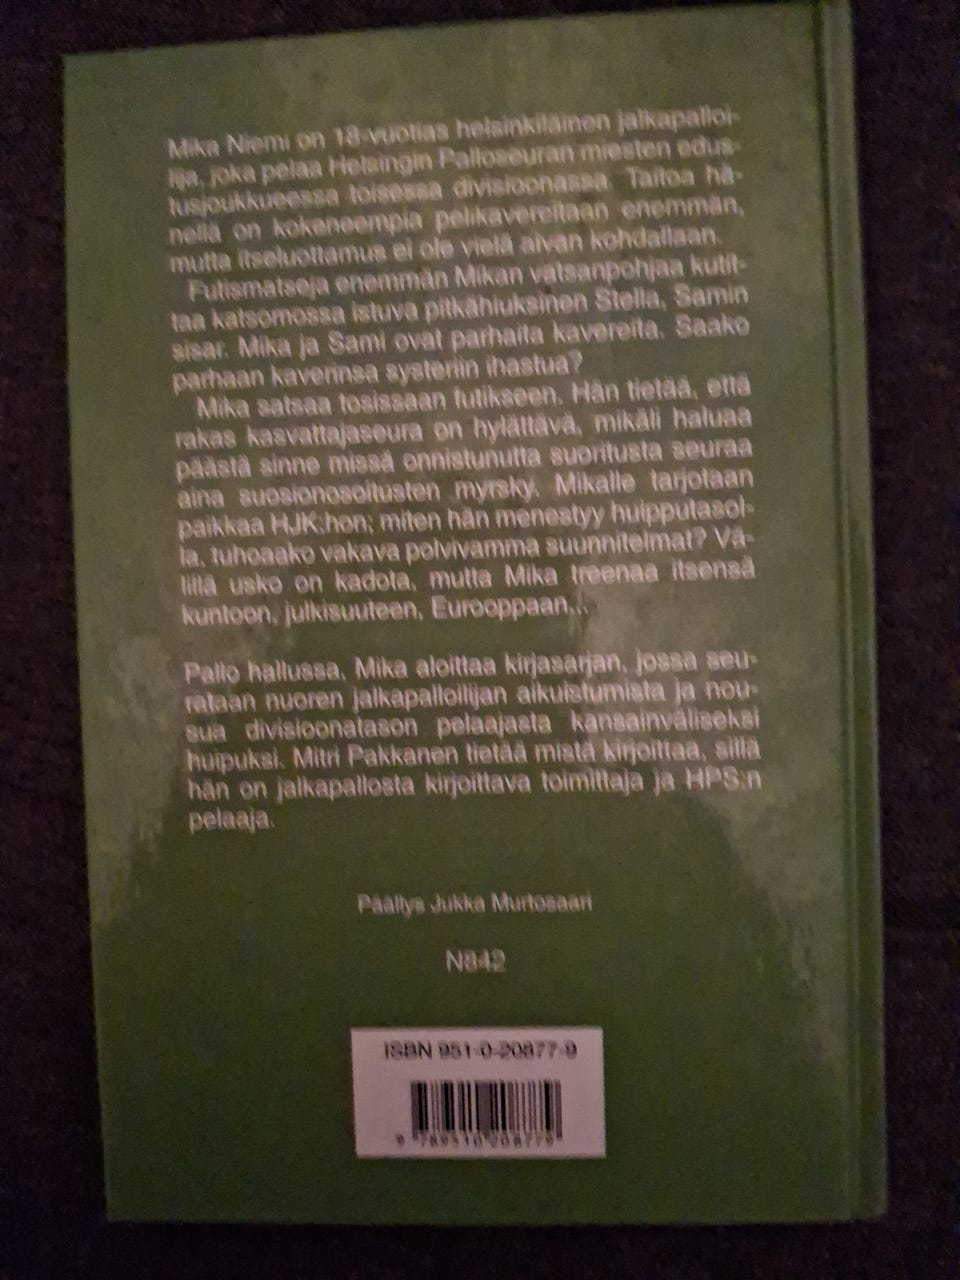 Mika Niemi on 18-vuotias helsinkiläinen jalkapalloi-
lija, joka pelaa Helsingin Palloseuran miesten edus-
tusjoukkueessa toisessa divisioonassa. Taitoa hä-
nellä on kokeneempia pelikavereitaan enemmän,
mutta itseluottamus ei ole vielä aivan kohdallaan.
Futismatseja enemmän Mikan vatsanpohjaa kutit-
taa katsomossa istuva pitkähiuksinen Stella, Samin
sisar. Mika ja Sami ovat parhaita kavereita. Saako
parhaan kaverinsa systeriin ihastua?
Mika satsaa tosissaan futikseen. Hän tietää, että
rakas kasvattajaseura on hylättävä, mikäli haluaa
päästä sinne missä onnistunutta suoritusta seuraa
aina suosionosoitusten myrsky. Mikalle tarjotaan
paikkaa HJK:hon; miten hän menestyy huipputasol-
la, tuhoaako vakava polvivamma suunnitelmat? Vä-
lillä usko on kadota, mutta Mika treenaa itsensä
kuntoon, julkisuuteen, Eurooppaan...
Pallo hallussa, Mika aloittaa kirjasarjan, jossa seu-
rataan nuoren jalkapalloilijan aikuistumista ja nou-
sua divisioonatason pelaajasta kansainväliseksi
huipuksi. Mitri Pakkanen tietää mistä kirjoittaa, sillä
hän on jalkapallosta kirjoittava toimittaja ja HPS:n
pelaaja.
Päällys Jukka Murtosaari
N842
ISBN 951-0-20877-9
9 789510 208779